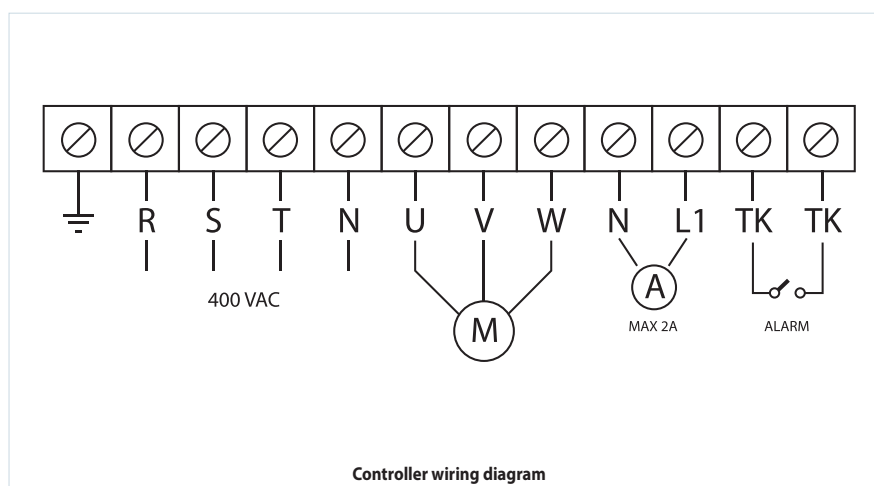 R S T N U V W N L1 TK TK
400 VAC
A
M
MAX 2A
ALARM
Controller wiring diagram